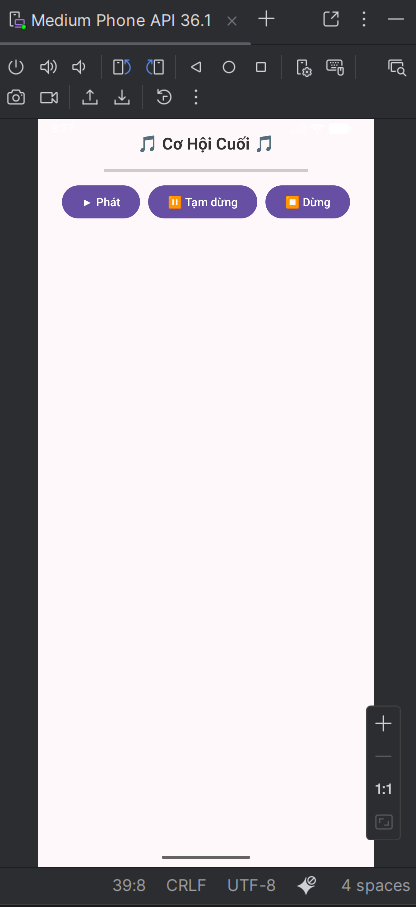 Medium Phone API 36.1
🎵 Cơ Hội Cuối 🎵
► Phát ⏸ Tạm dừng ⏹ Dừng
1:1
39:8 CRLF UTF-8 4 spaces